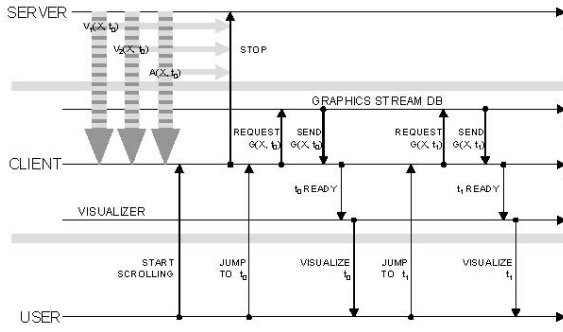 SERVER
V₁(X, t₀)
V₂(X, t₀)
STOP
A(X, t₀)
GRAPHICS STREAM DB
REQUEST
G(X, t₀)
SEND
G(X, t₀)
REQUEST
G(X, t₁)
SEND
G(X, t₁)
CLIENT
t₀ READY
t₁ READY
VISUALIZER
START
SCROLLING
JUMP
TO t₀
VISUALIZE
t₀
JUMP
TO t₁
VISUALIZE
t₁
USER